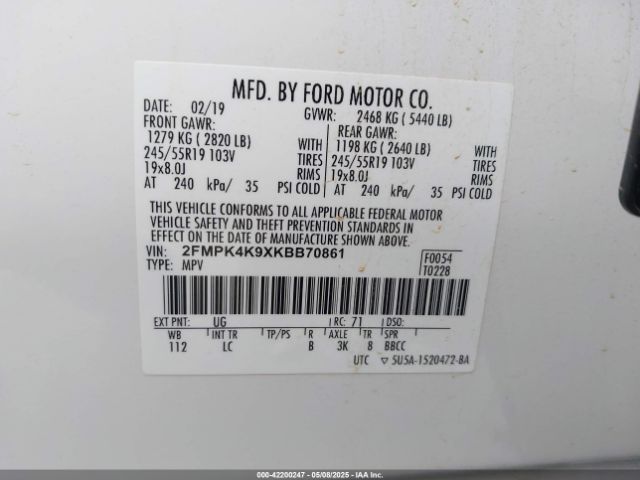 MFD. BY FORD MOTOR CO.
DATE: 02/19 GVWR: 2468 KG ( 5440 LB)
FRONT GAWR: REAR GAWR:
1279 KG ( 2820 LB) WITH 1198 KG ( 2640 LB) WITH
245/55R19 103V TIRES 245/55R19 103V TIRES
19x8.0J RIMS 19x8.0J RIMS
AT 240 kPa/ 35 PSI COLD AT 240 kPa/ 35 PSI COLD
THIS VEHICLE CONFORMS TO ALL APPLICABLE FEDERAL MOTOR
VEHICLE SAFETY AND THEFT PREVENTION STANDARDS IN
EFFECT ON THE DATE OF MANUFACTURE SHOWN ABOVE.
VIN: 2FMPK4K9XKBB70861 F0054
TYPE: MPV T0228
EXT PNT: UG RC: 71 DSO:
WB INT TR TP/PS R AXLE TR SPR
112 LC B 3K 8 BBCC
UTC ▽ 5U5A-1520472-BA
000-42200247 - 05/08/2025 - IAA Inc.